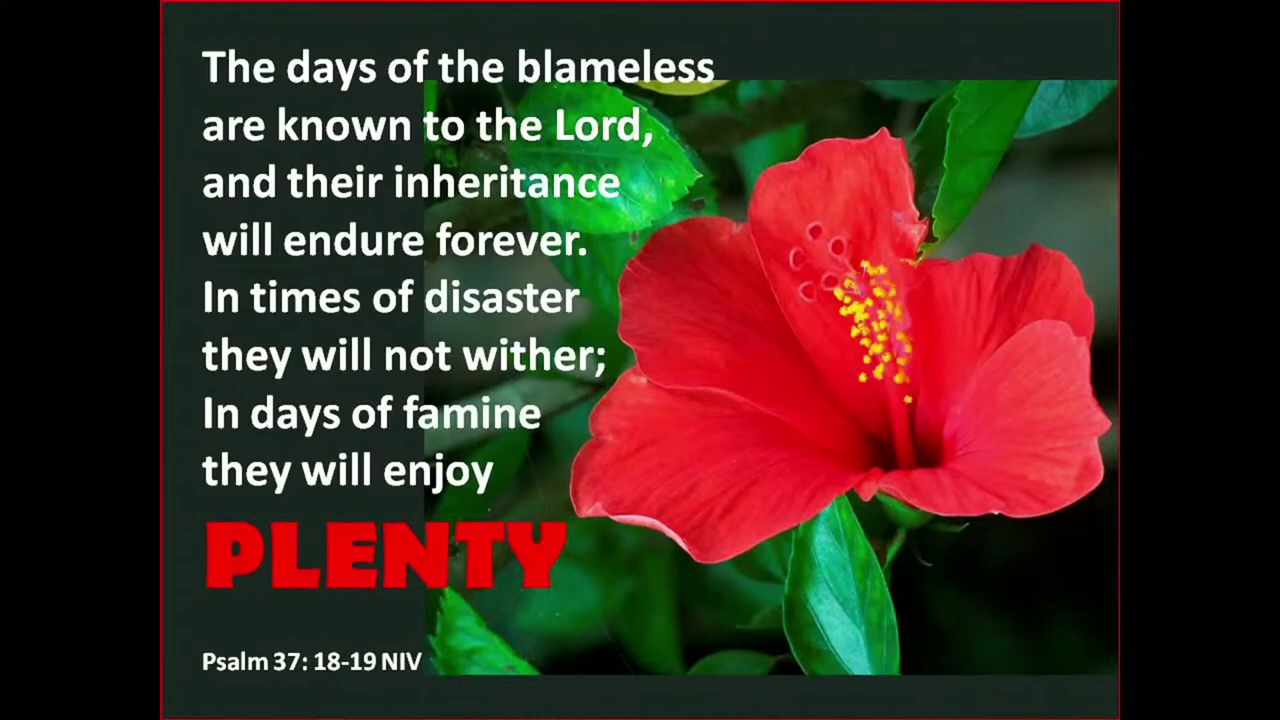 The days of the blameless
are known to the Lord,
and their inheritance
will endure forever.
In times of disaster
they will not wither;
In days of famine
they will enjoy
PLENTY
Psalm 37: 18-19 NIV